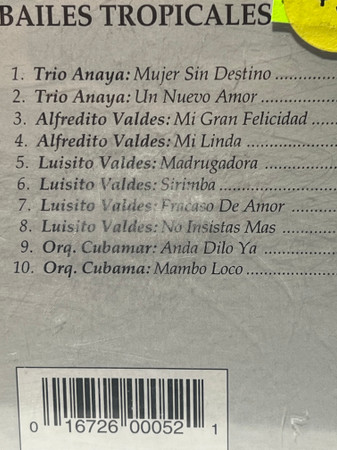 BAILES TROPICALES
1. Trio Anaya: Mujer Sin Destino ............
2. Trio Anaya: Un Nuevo Amor ..............
3. Alfredito Valdes: Mi Gran Felicidad ....
4. Alfredito Valdes: Mi Linda .................
5. Luisito Valdes: Madrugadora .............
6. Luisito Valdes: Sirimba ....................
7. Luisito Valdes: Fracaso De Amor ........
8. Luisito Valdes: No Insistas Mas .........
9. Orq. Cubamar: Anda Dilo Ya ............
10. Orq. Cubama: Mambo Loco ...............
0 16726 00052 1